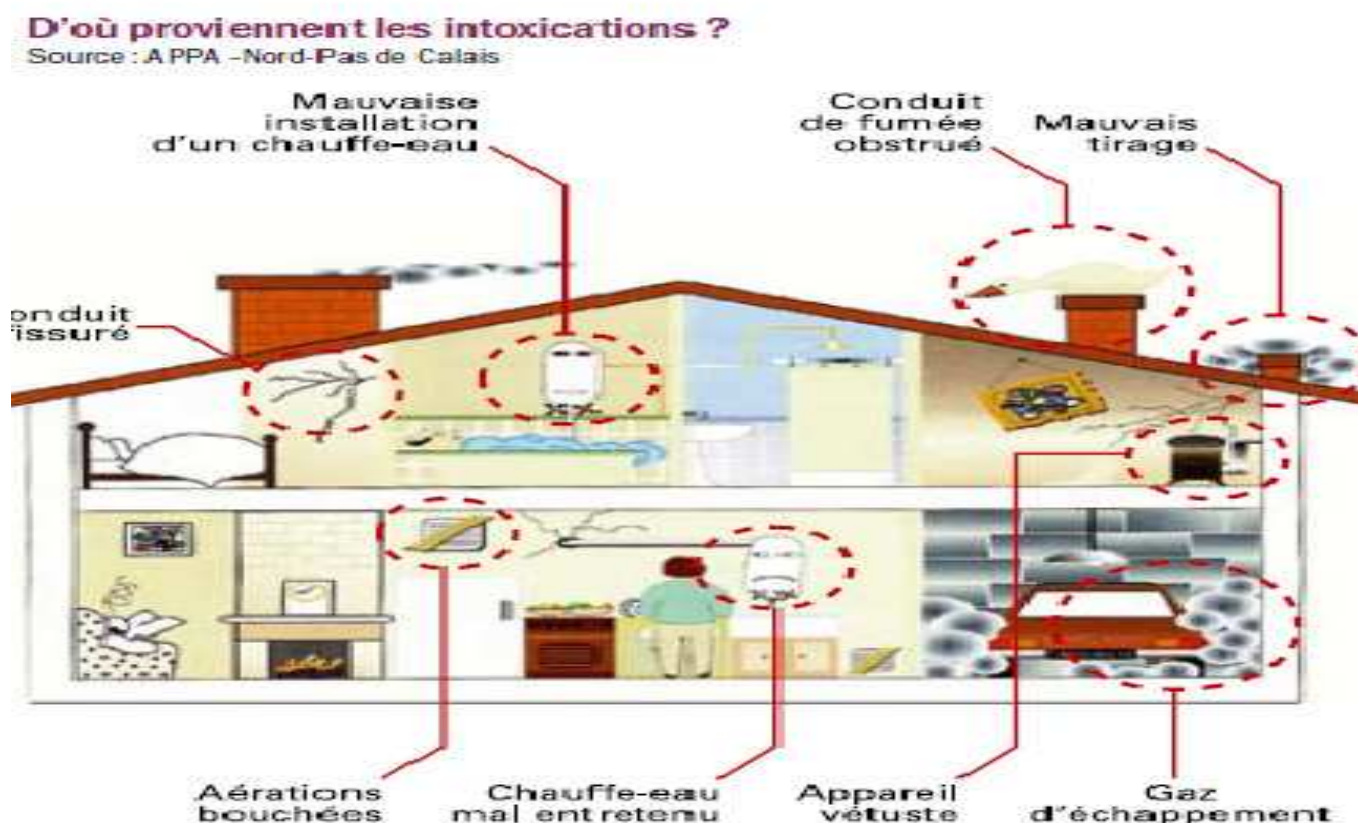 D'où proviennent les intoxications ?
Source : APPA - Nord-Pas de Calais
Mauvaise
installation
d'un chauffe-eau
Conduit
de fumée
obstrué
Mauvais
tirage
onduit
issuré
Aérations
bouchées
Chauffe-eau
mal entretenu
Appareil
vétuste
Gaz
d'échappement